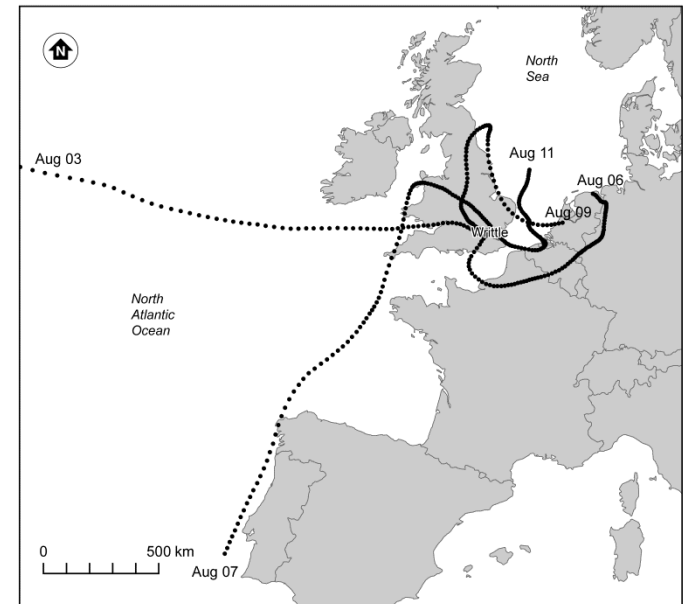 N
North
Sea
Aug 03
Aug 11
Aug 06
Aug 09
Writtle
North
Atlantic
Ocean
0 500 km
Aug 07